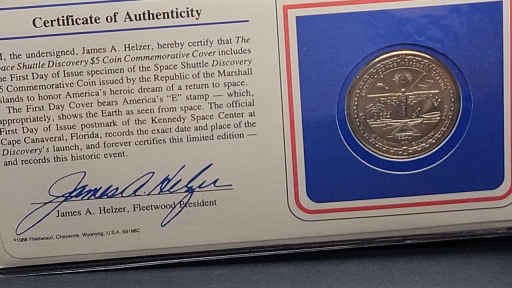 Certificate of Authenticity
I, the undersigned, James A. Helzer, hereby certify that The
Space Shuttle Discovery $5 Coin Commemorative Cover includes
the First Day of Issue specimen of the Space Shuttle Discovery
$5 Commemorative Coin issued by the Republic of the Marshall
Islands to honor America's heroic dream of a return to space.
The First Day Cover bears America's "E" stamp — which,
appropriately, shows the Earth as seen from space. The official
First Day of Issue postmark of the Kennedy Space Center at
Cape Canaveral, Florida, records the exact date and place of the
Discovery's launch, and forever certifies this limited edition —
and records this historic event.
James A. Helzer
James A. Helzer, Fleetwood President
©1988 Fleetwood, Cheyenne, Wyoming, U.S.A.